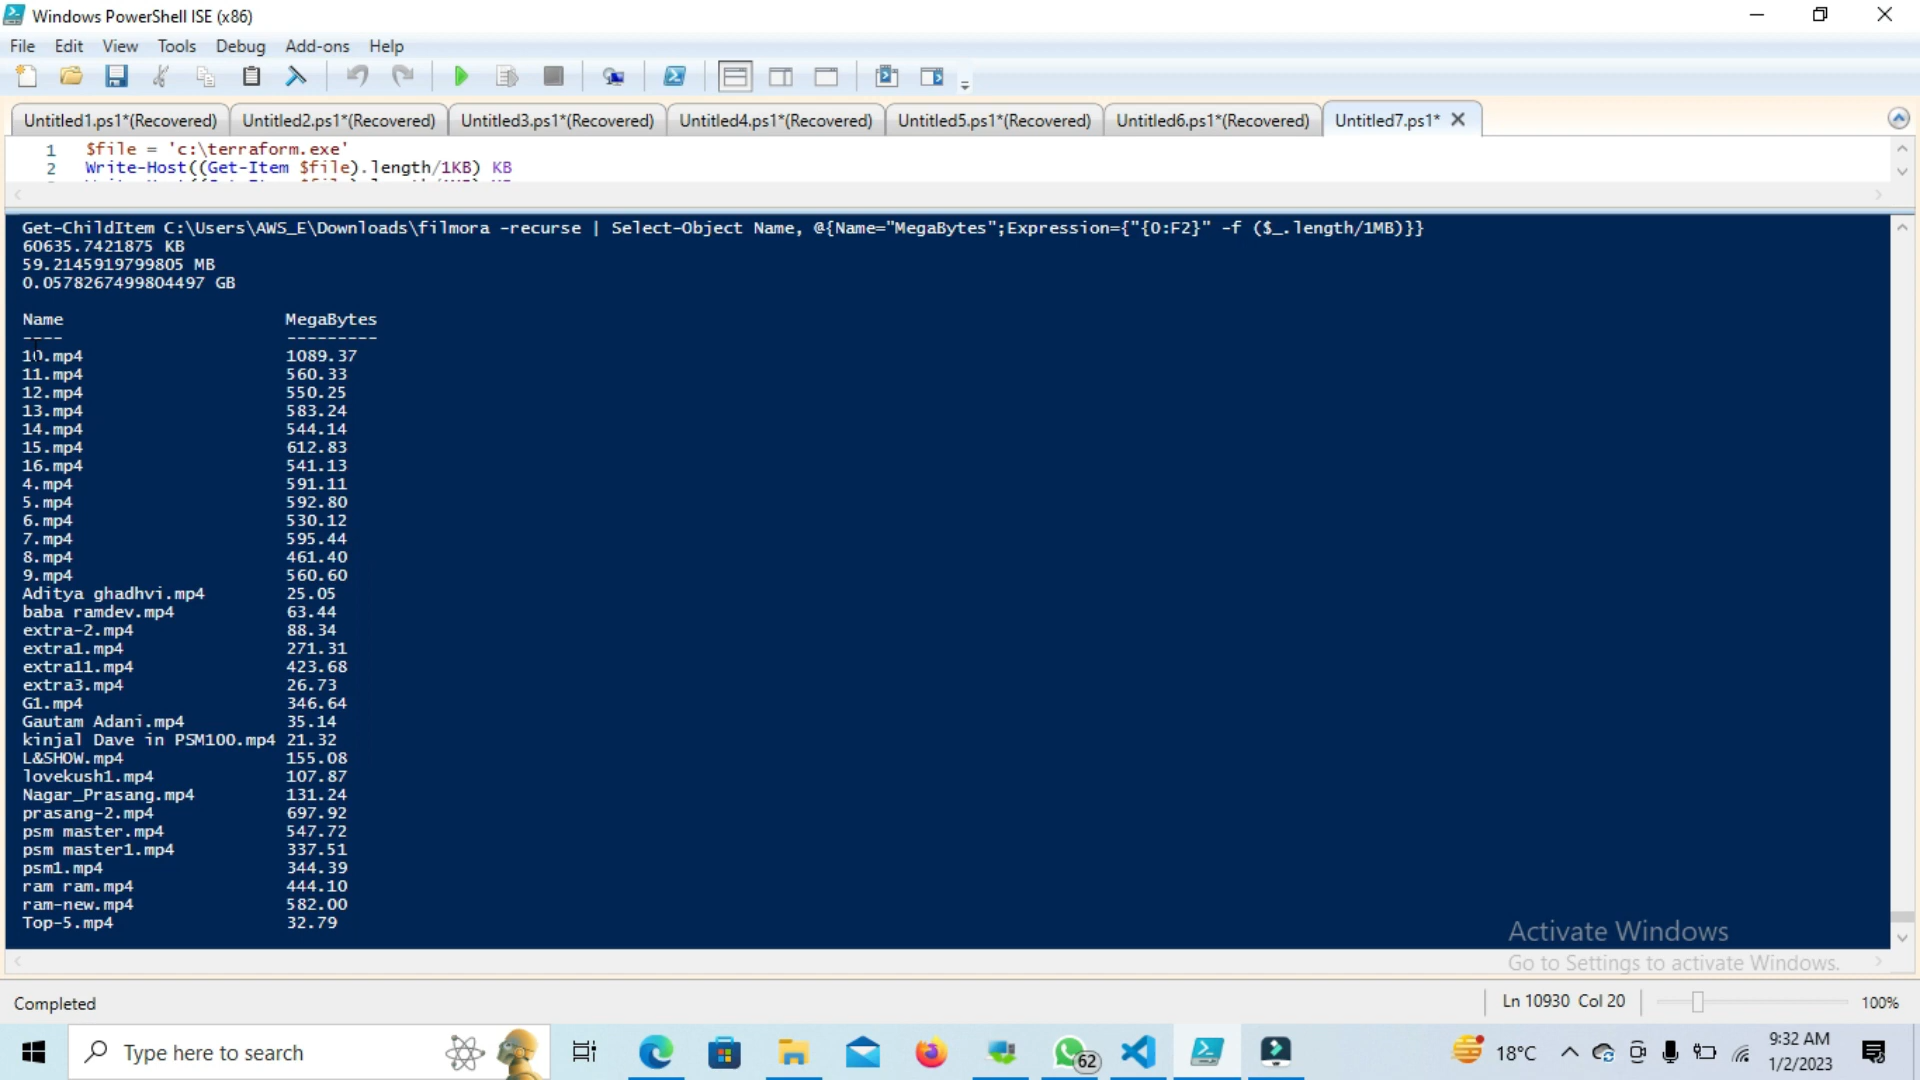 Windows PowerShell ISE (x86)
File Edit View Tools Debug Add-ons Help
Untitled1.ps1*(Recovered) Untitled2.ps1*(Recovered) Untitled3.ps1*(Recovered) Untitled4.ps1*(Recovered) Untitled5.ps1*(Recovered) Untitled6.ps1*(Recovered) Untitled7.ps1*
1 $file = 'c:\terraform.exe'
2 Write-Host((Get-Item $file).length/1KB) KB
Get-ChildItem C:\Users\AWS_E\Downloads\filmora -recurse | Select-Object Name, @{Name="MegaBytes";Expression={"{0:F2}" -f ($_.length/1MB)}}
60635.7421875 KB
59.2145919799805 MB
0.0578267499804497 GB
Name MegaBytes
---- ---------
10.mp4 1089.37
11.mp4 560.33
12.mp4 550.25
13.mp4 583.24
14.mp4 544.14
15.mp4 612.83
16.mp4 541.13
4.mp4 591.11
5.mp4 592.80
6.mp4 530.12
7.mp4 595.44
8.mp4 461.40
9.mp4 560.60
Aditya ghadhvi.mp4 25.05
baba ramdev.mp4 63.44
extra-2.mp4 88.34
extra1.mp4 271.31
extra11.mp4 423.68
extra3.mp4 26.73
G1.mp4 346.64
Gautam Adani.mp4 35.14
kinjal Dave in PSM100.mp4 21.32
L&SHOW.mp4 155.08
lovekush1.mp4 107.87
Nagar_Prasang.mp4 131.24
prasang-2.mp4 697.92
psm master.mp4 547.72
psm master1.mp4 337.51
psm1.mp4 344.39
ram ram.mp4 444.10
ram-new.mp4 582.00
Top-5.mp4 32.79
Activate Windows
Go to Settings to activate Windows.
Completed Ln 10930 Col 20 100%
Type here to search 62 18°C 9:32 AM
1/2/2023